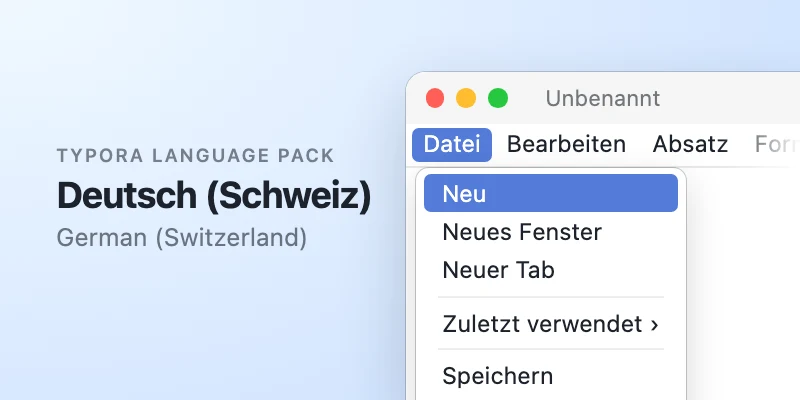 TYPORA LANGUAGE PACK
Deutsch (Schweiz)
German (Switzerland)
Unbenannt
Datei Bearbeiten Absatz
Neu
Neues Fenster
Neuer Tab
Zuletzt verwendet ›
Speichern